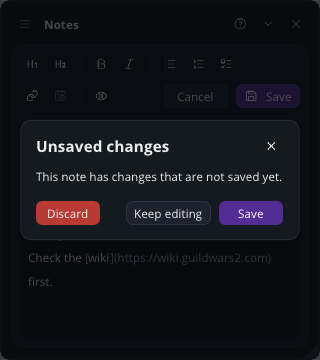 Notes
H1 H2 B I
Cancel Save
Unsaved changes
This note has changes that are not saved yet.
Discard Keep editing Save
Check the [wiki](https://wiki.guildwars2.com)
first.